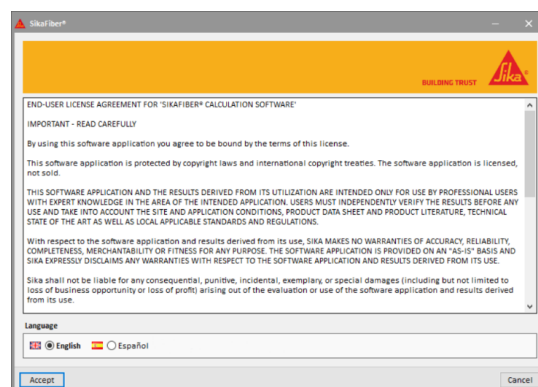 SikaFiber®
BUILDING TRUST
Sika®
END-USER LICENSE AGREEMENT FOR 'SIKAFIBER® CALCULATION SOFTWARE'
IMPORTANT - READ CAREFULLY
By using this software application you agree to be bound by the terms of this license.
This software application is protected by copyright laws and international copyright treaties. The software application is licensed,
not sold.
THIS SOFTWARE APPLICATION AND THE RESULTS DERIVED FROM ITS UTILIZATION ARE INTENDED ONLY FOR USE BY PROFESSIONAL USERS
WITH EXPERT KNOWLEDGE IN THE AREA OF THE INTENDED APPLICATION. USERS MUST INDEPENDENTLY VERIFY THE RESULTS BEFORE ANY
USE AND TAKE INTO ACCOUNT THE SITE AND APPLICATION CONDITIONS, PRODUCT DATA SHEET AND PRODUCT LITERATURE, TECHNICAL
STATE OF THE ART AS WELL AS LOCAL APPLICABLE STANDARDS AND REGULATIONS.
With respect to the software application and results derived from its use, SIKA MAKES NO WARRANTIES OF ACCURACY, RELIABILITY,
COMPLETENESS, MERCHANTABILITY OR FITNESS FOR ANY PURPOSE. THE SOFTWARE APPLICATION IS PROVIDED ON AN "AS-IS" BASIS AND
SIKA EXPRESSLY DISCLAIMS ANY WARRANTIES WITH RESPECT TO THE SOFTWARE APPLICATION AND RESULTS DERIVED FROM ITS USE.
Sika shall not be liable for any consequential, punitive, incidental, exemplary, or special damages (including but not limited to
loss of business opportunity or loss of profit) arising out of the evaluation or use of the software application and results derived
from its use.
Language
English Español
Accept Cancel